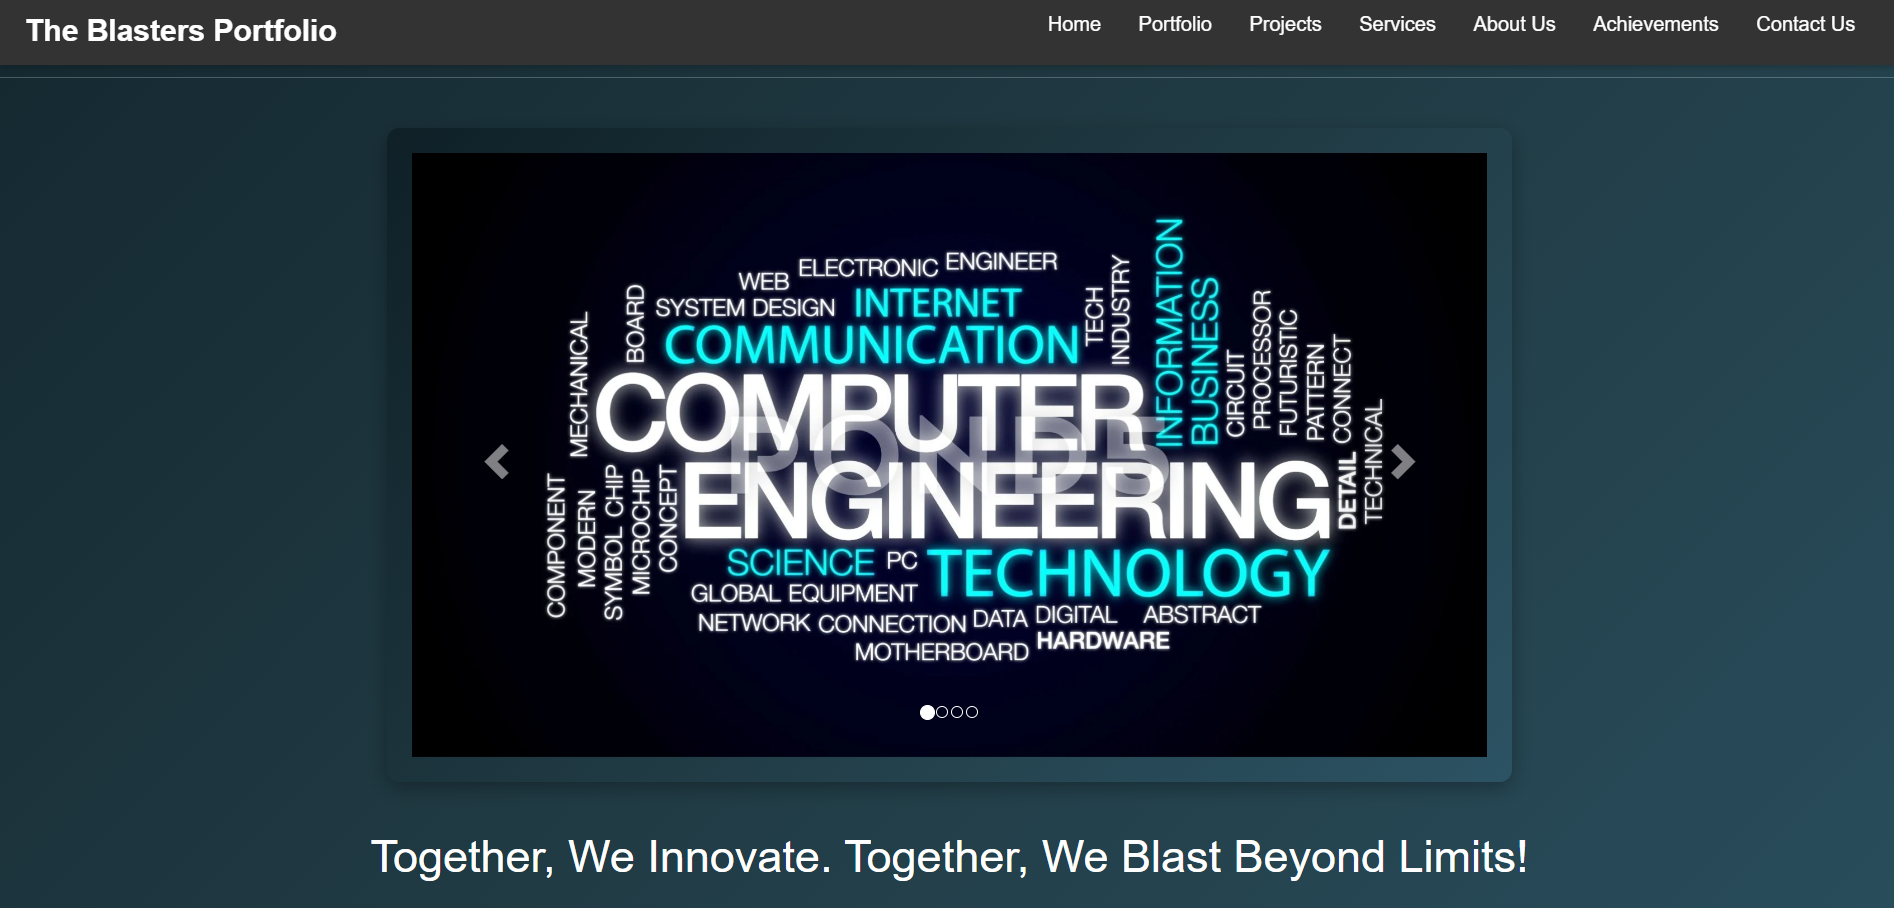 The Blasters Portfolio
Home Portfolio Projects Services About Us Achievements Contact Us
WEB ELECTRONIC ENGINEER
SYSTEM DESIGN INTERNET
COMMUNICATION
MECHANICAL
BOARD
TECH
INDUSTRY
INFORMATION
BUSINESS
CIRCUIT
PROCESSOR
FUTURISTIC
PATTERN
CONNECT
COMPUTER
POND5
ENGINEERING
DETAIL
TECHNICAL
COMPONENT
MODERN
SYMBOL CHIP
MICROCHIP
CONCEPT
SCIENCE PC TECHNOLOGY
GLOBAL EQUIPMENT
NETWORK CONNECTION DATA DIGITAL ABSTRACT
MOTHERBOARD HARDWARE
Together, We Innovate. Together, We Blast Beyond Limits!